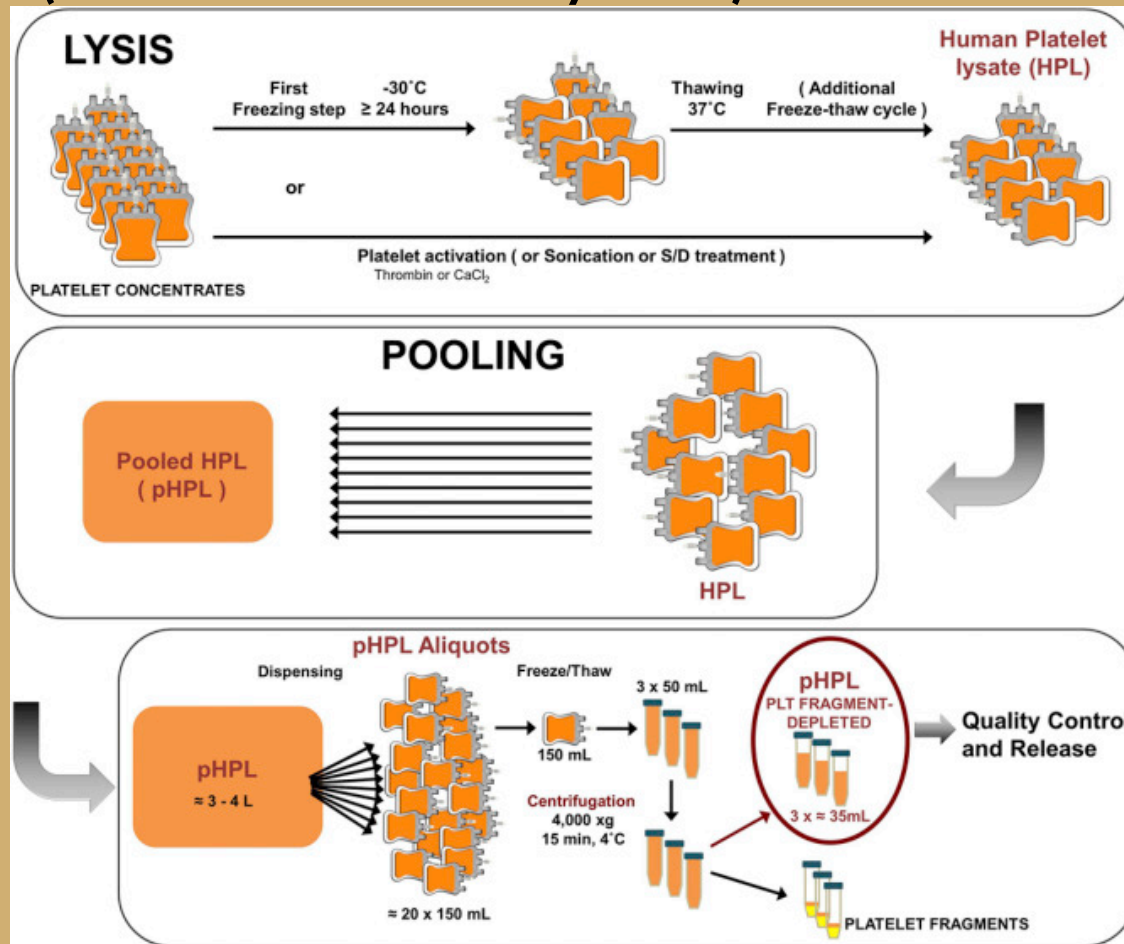 LYSIS
First
Freezing step
-30°C
≥ 24 hours
Thawing
37°C
( Additional
Freeze-thaw cycle )
Human Platelet
lysate (HPL)
or
Platelet activation ( or Sonication or S/D treatment )
Thrombin or CaCl₂
PLATELET CONCENTRATES
POOLING
Pooled HPL
( pHPL )
HPL
pHPL Aliquots
Dispensing
Freeze/Thaw
pHPL
≈ 3 - 4 L
150 mL
3 x 50 mL
Centrifugation
4,000 xg
15 min, 4°C
≈ 20 x 150 mL
pHPL
PLT FRAGMENT-
DEPLETED
3 x ≈ 35mL
PLATELET FRAGMENTS
Quality Contro
and Release